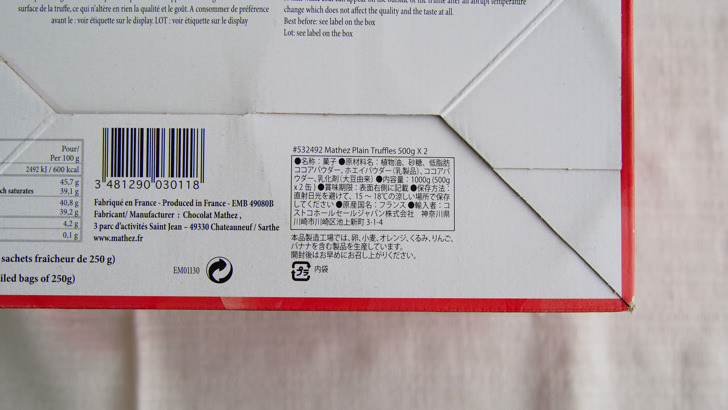 surface de la truffe, ce qui n'altère en rien la qualité et le goût. A consommer de préférence
avant le : voir étiquette sur le display. LOT : voir étiquette sur le display
change which does not affect the quality and the taste at all.
Best before: see label on the box
Lot: see label on the box
Pour/
Per 100 g
2492 kJ / 600 kcal
45,7 g
ch saturates 39,1 g
40,8 g
39,2 g
4,2 g
0,1 g
sachets fraîcheur de 250 g)
iled bags of 250g)
3 481290 030118
Fabriqué en France - Produced in France - EMB 49080B
Fabricant/ Manufacturer : Chocolat Mathez,
3 parc d'activités Saint Jean – 49330 Chateauneuf / Sarthe
www.mathez.fr
EM01130
#532492 Mathez Plain Truffles 500g X 2
●名称：菓子 ●原材料名：植物油、砂糖、低脂肪
ココアパウダー、ホエイパウダー(乳製品)、ココアパ
ウダー、乳化剤(大豆由来) ●内容量：1000g (500g
x 2 缶) ●賞味期限：表面右側に記載 ●保存方法：
直射日光を避けて、15 ～ 18℃の涼しい場所で保存
してください ●原産国名：フランス ●輸入者：コ
ストコホールセールジャパン株式会社 神奈川県
川崎市川崎区池上新町 3-1-4
本品製造工場では、卵、小麦、オレンジ、くるみ、りんご、
バナナを含む製品を生産しています。
開封後はお早めにお召し上がりください。
プラ 内袋